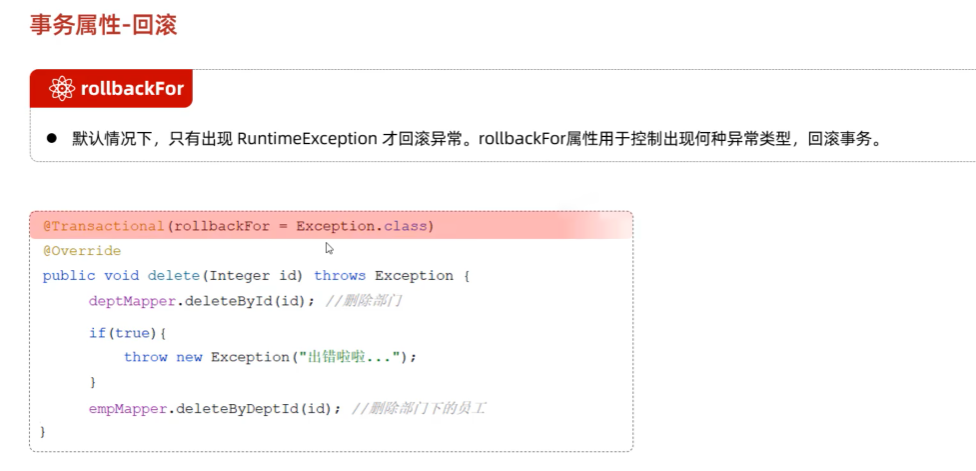 事务属性-回滚
rollbackFor
● 默认情况下，只有出现 RuntimeException 才回滚异常。rollbackFor属性用于控制出现何种异常类型，回滚事务。
@Transactional(rollbackFor = Exception.class)
@Override
public void delete(Integer id) throws Exception {
deptMapper.deleteById(id); //删除部门
if(true){
throw new Exception("出错啦啦...");
}
empMapper.deleteByDeptId(id); //删除部门下的员工
}